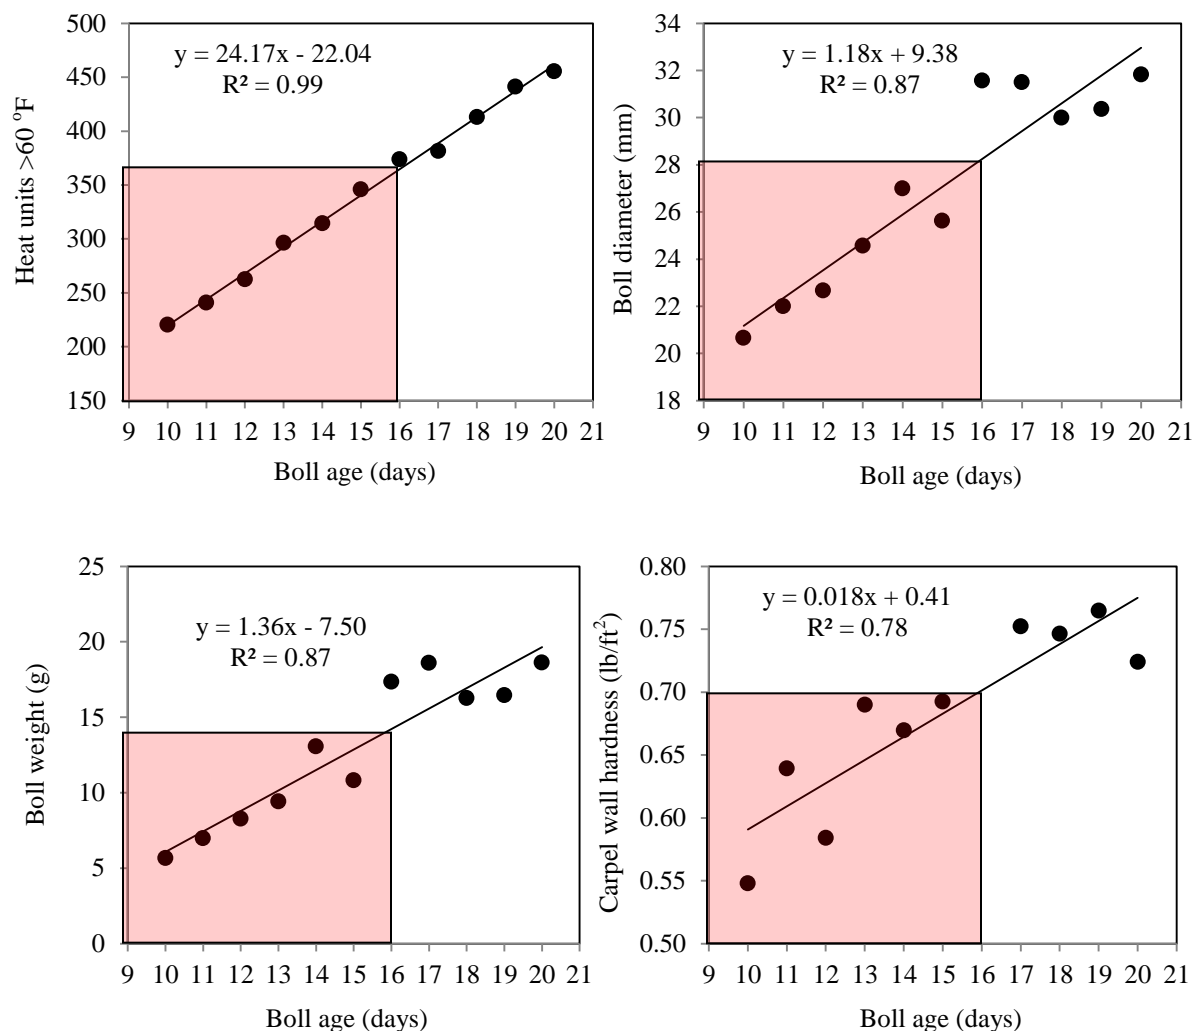 Heat units >60 °F
500
450
400
350
300
250
200
150
y = 24.17x - 22.04
R² = 0.99
9 10 11 12 13 14 15 16 17 18 19 20 21
Boll age (days)
Boll diameter (mm)
34
32
30
28
26
24
22
20
18
y = 1.18x + 9.38
R² = 0.87
9 10 11 12 13 14 15 16 17 18 19 20 21
Boll age (days)
Boll weight (g)
25
20
15
10
5
0
y = 1.36x - 7.50
R² = 0.87
9 10 11 12 13 14 15 16 17 18 19 20 21
Boll age (days)
Carpel wall hardness (lb/ft²)
0.80
0.75
0.70
0.65
0.60
0.55
0.50
y = 0.018x + 0.41
R² = 0.78
9 10 11 12 13 14 15 16 17 18 19 20 21
Boll age (days)